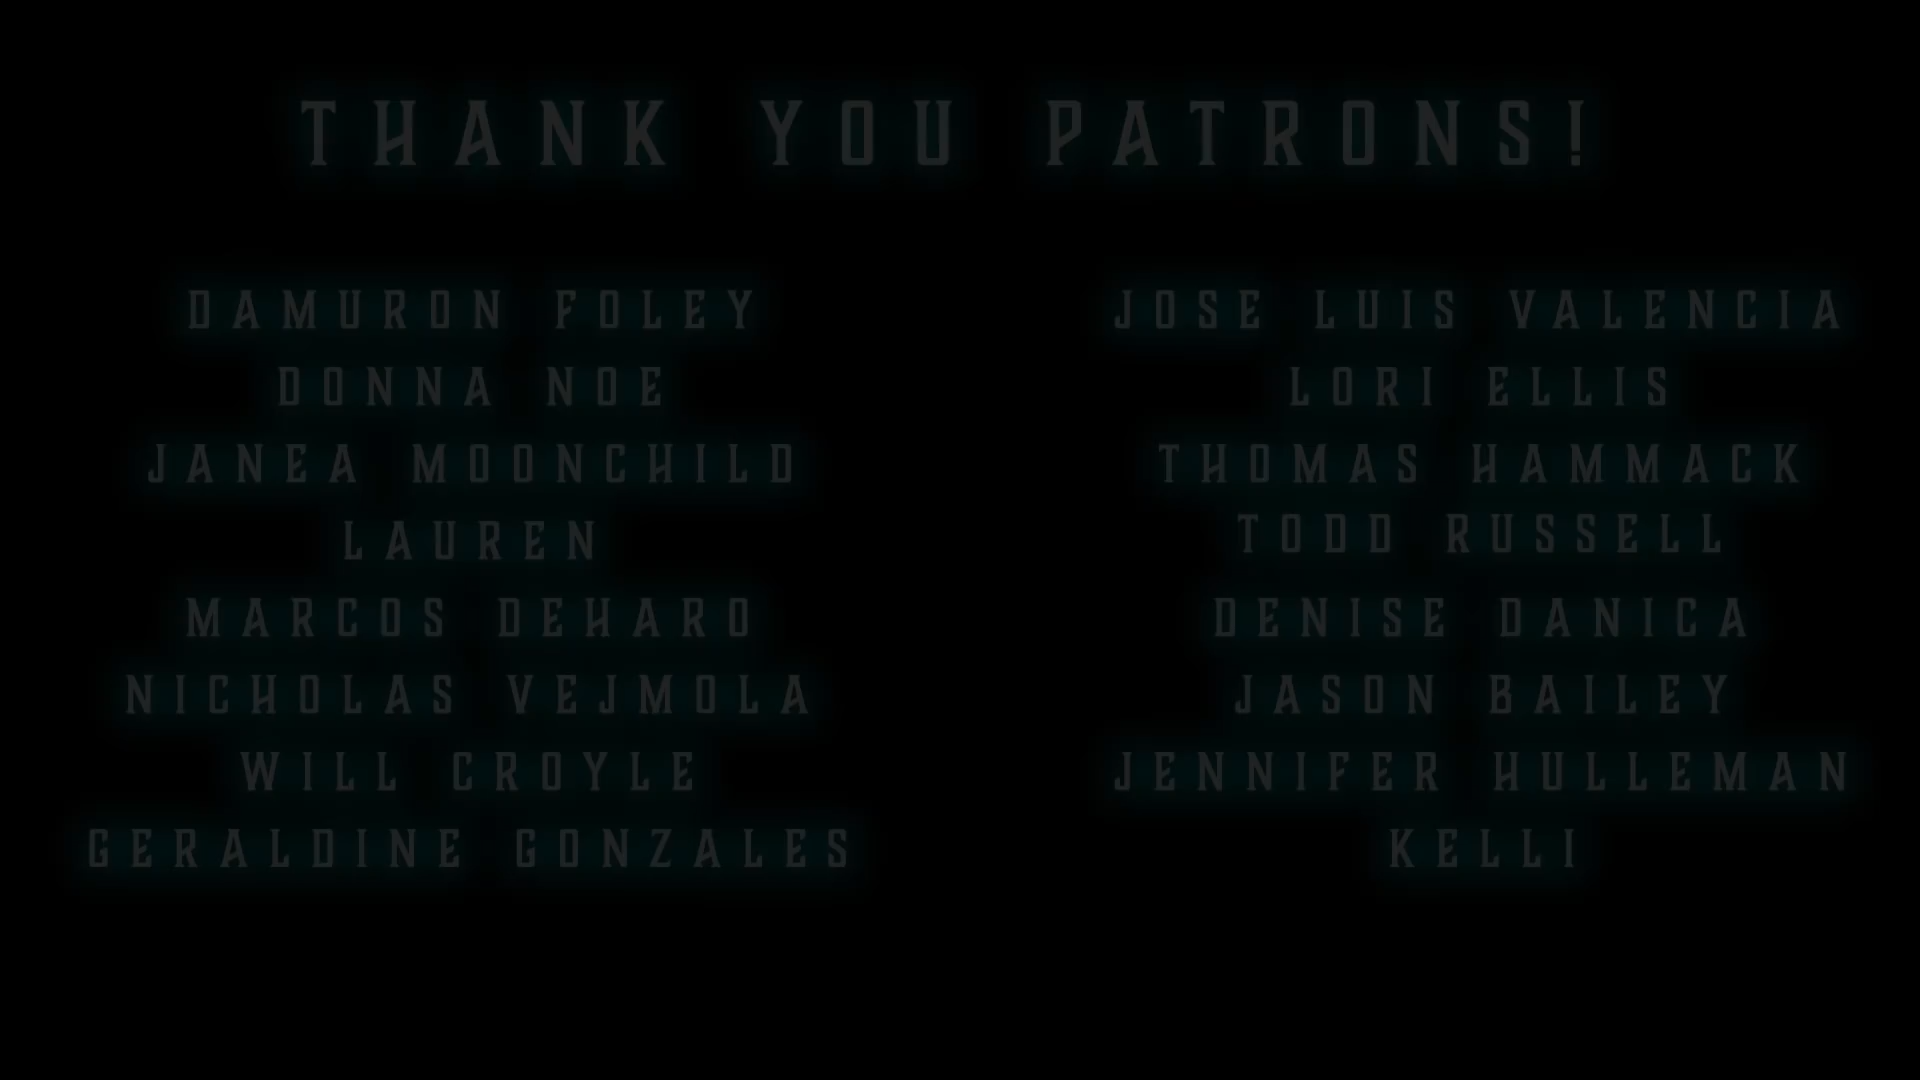 THANK YOU PATRONS!
DAMURON FOLEY
DONNA NOE
JANEA MOONCHILD
LAUREN
MARCOS DEHARO
NICHOLAS VEJMOLA
WILL CROYLE
GERALDINE GONZALES
JOSE LUIS VALENCIA
LORI ELLIS
THOMAS HAMMACK
TODD RUSSELL
DENISE DANICA
JASON BAILEY
JENNIFER HULLEMAN
KELLI